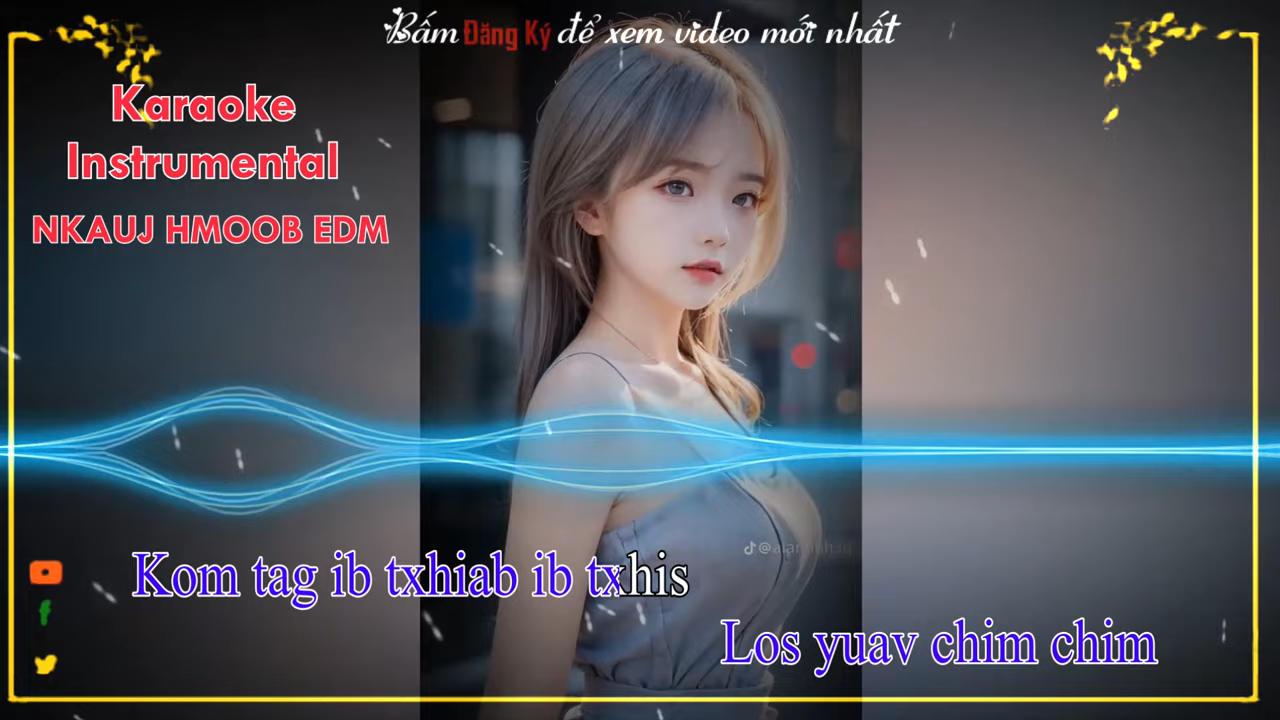 Bấm Đăng Ký để xem video mới nhất
Karaoke
Instrumental
NKAUJ HMOOB EDM
Kom tag ib txhiab ib txhis
Los yuav chim chim